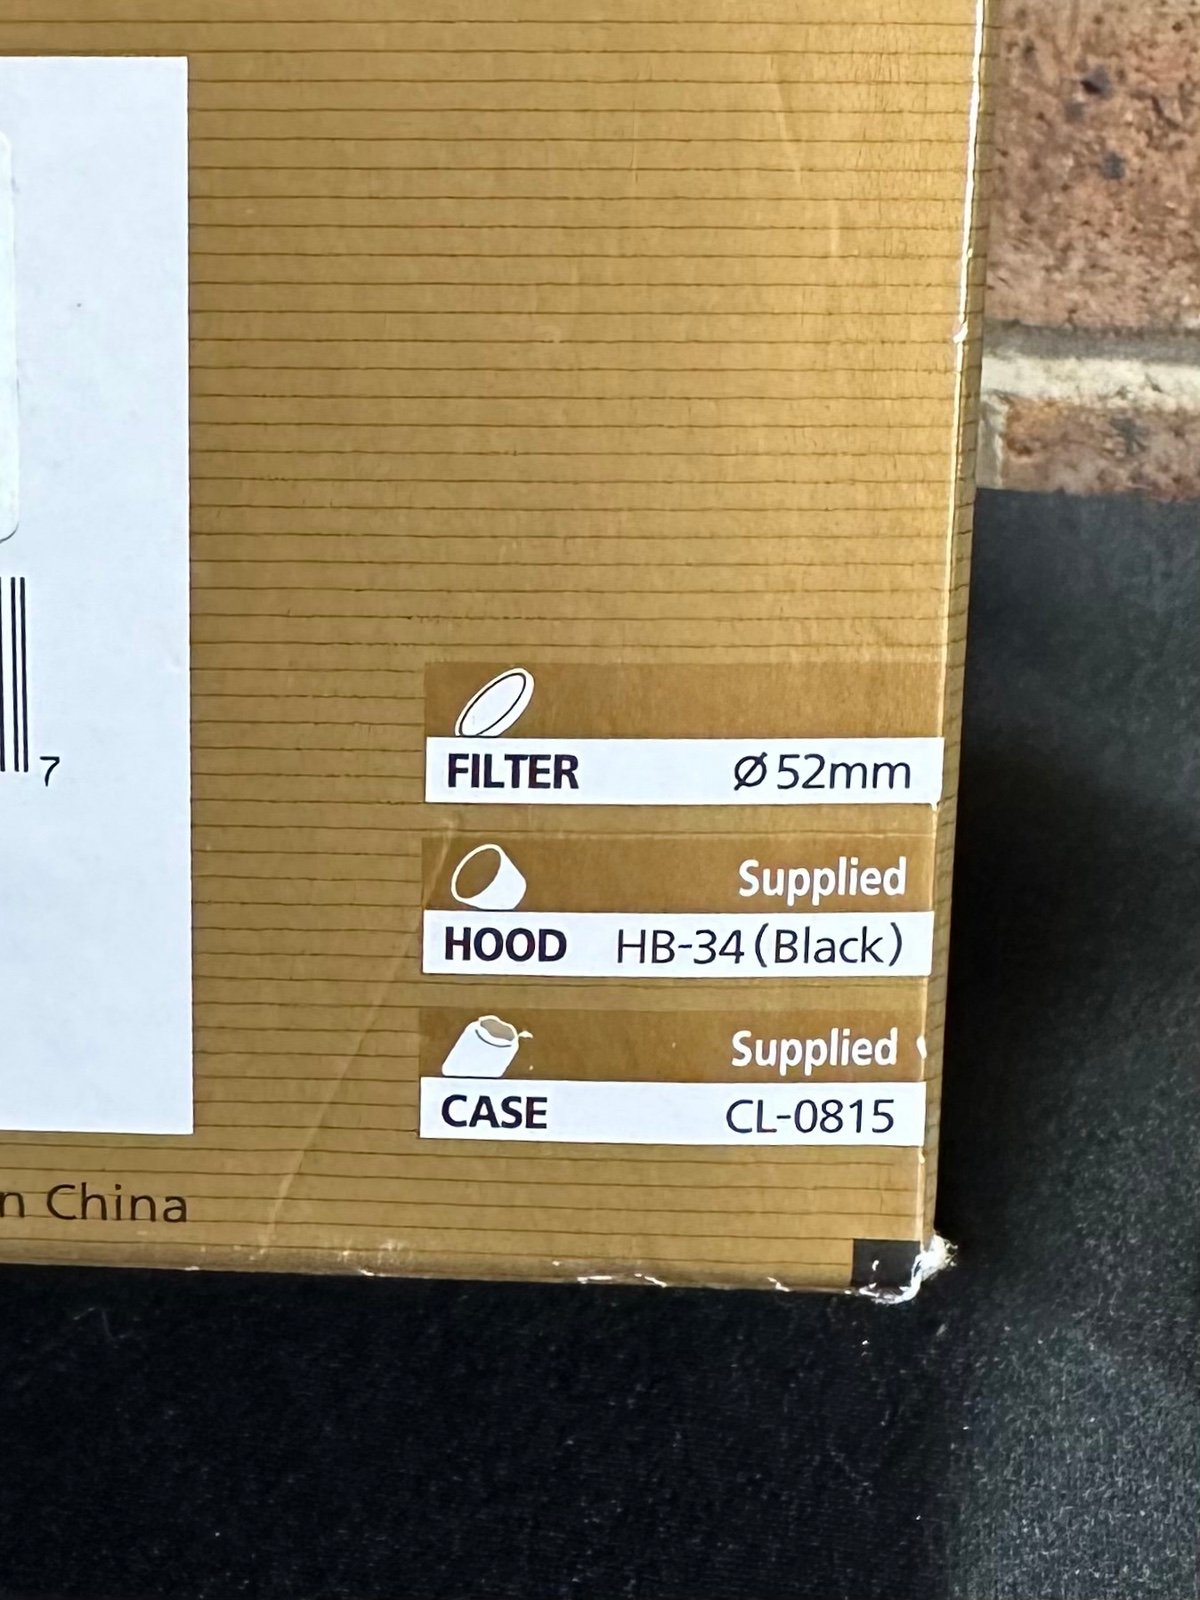 7
FILTER Ø52mm
Supplied
HOOD HB-34(Black)
Supplied
CASE CL-0815
n China